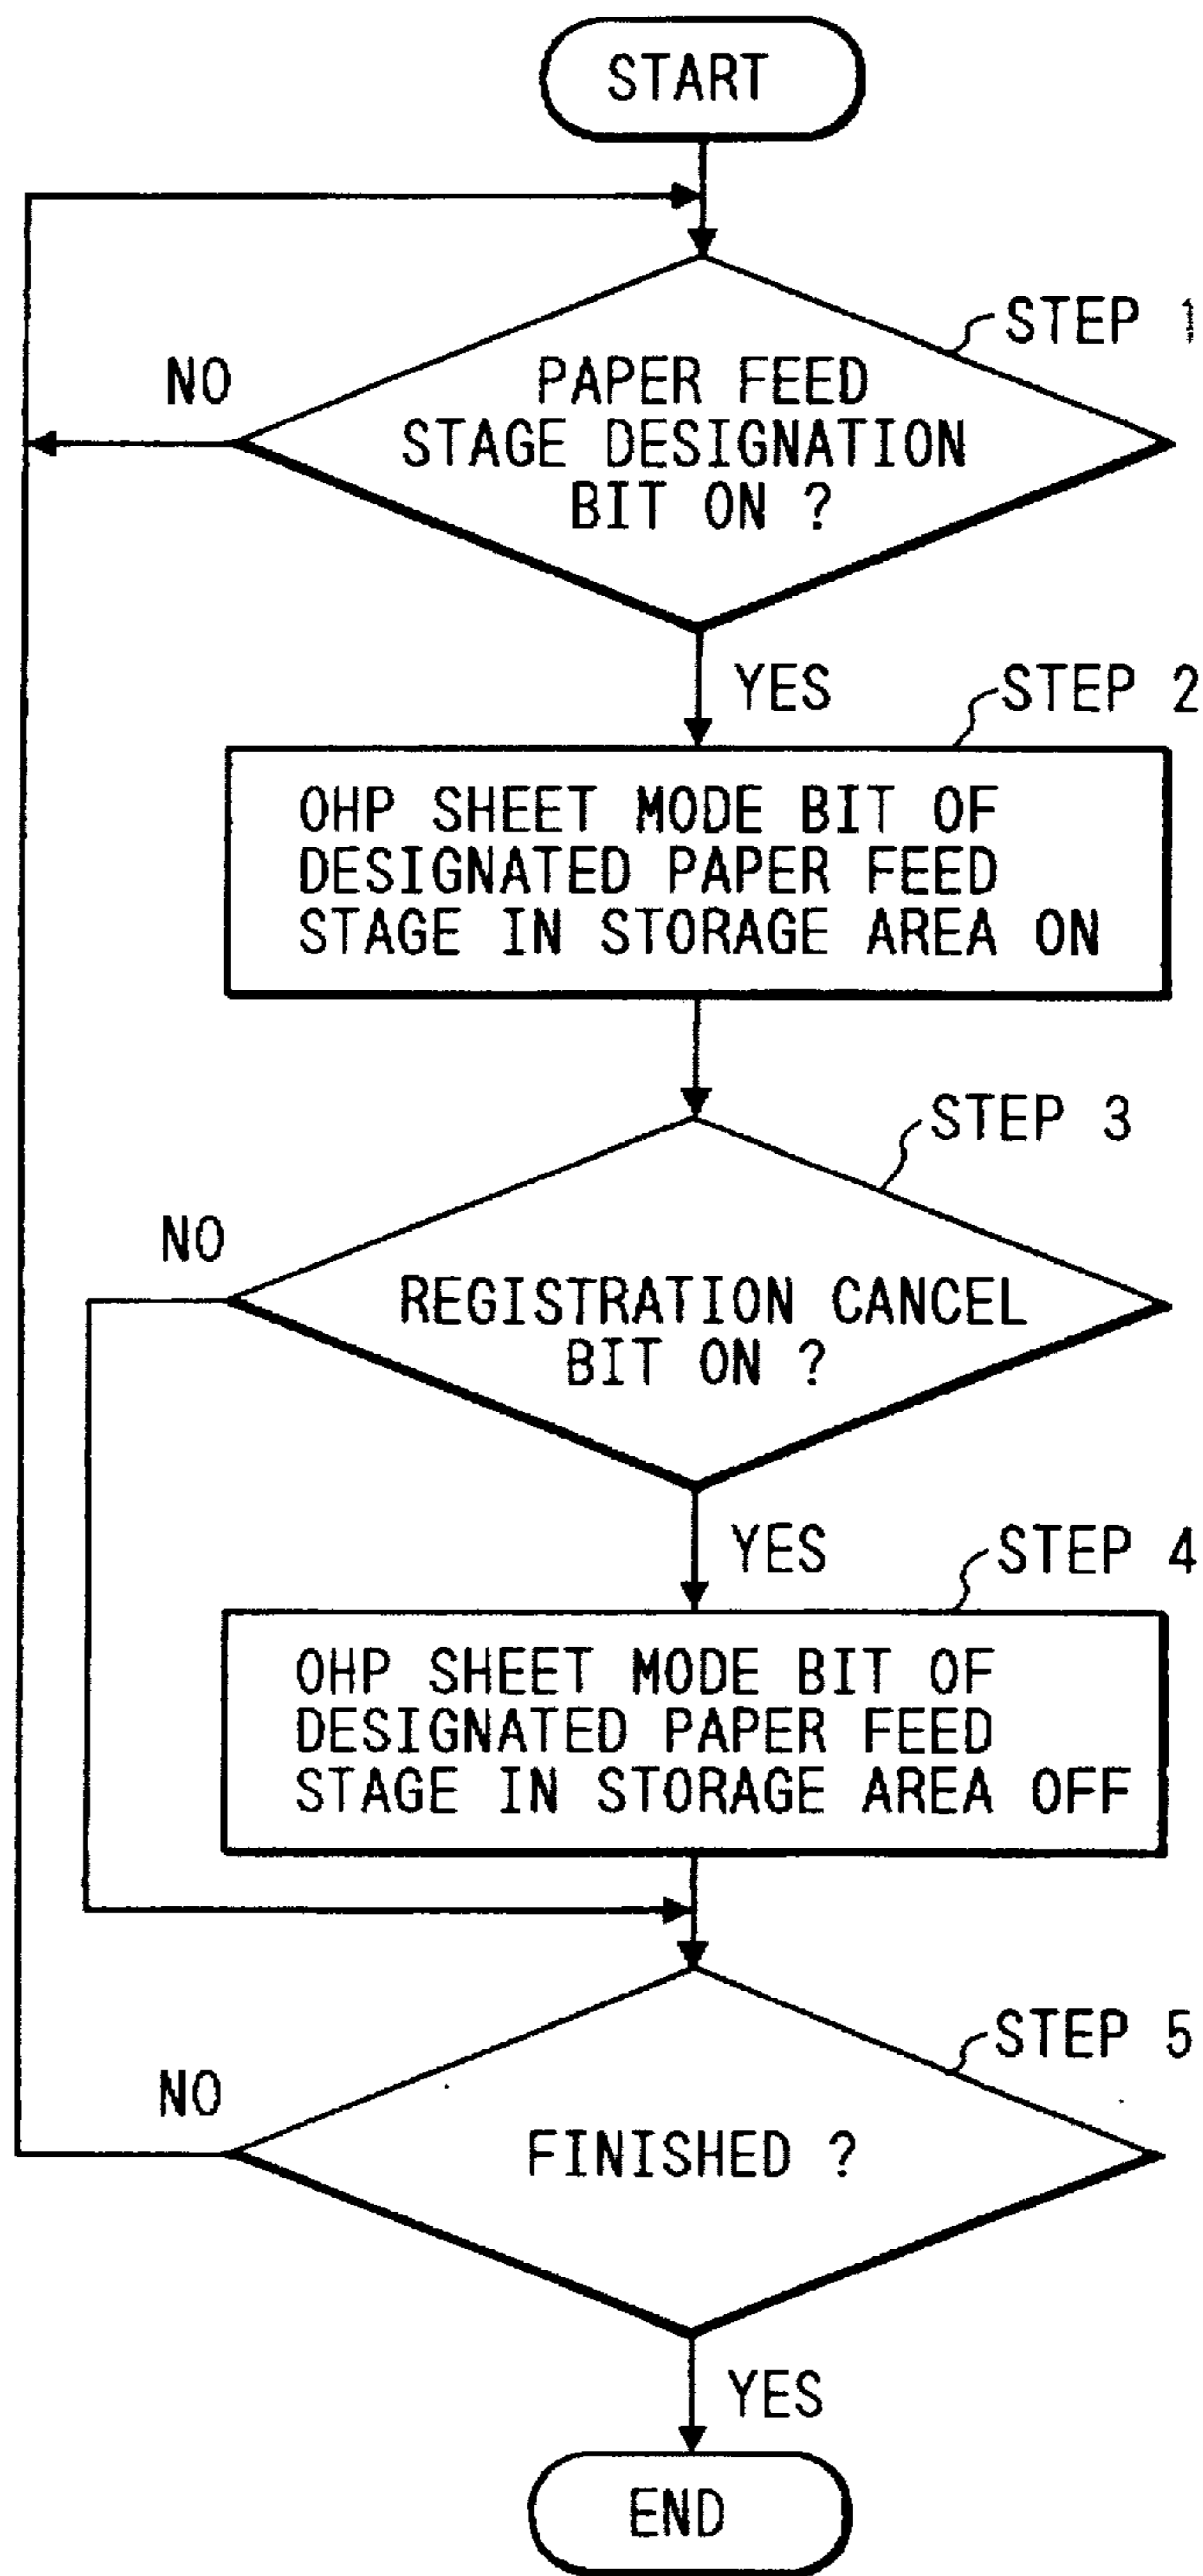 START
STEP 1
NO
PAPER FEED
STAGE DESIGNATION
BIT ON ?
YES
STEP 2
OHP SHEET MODE BIT OF
DESIGNATED PAPER FEED
STAGE IN STORAGE AREA ON
STEP 3
NO
REGISTRATION CANCEL
BIT ON ?
YES
STEP 4
OHP SHEET MODE BIT OF
DESIGNATED PAPER FEED
STAGE IN STORAGE AREA OFF
STEP 5
NO
FINISHED ?
YES
END